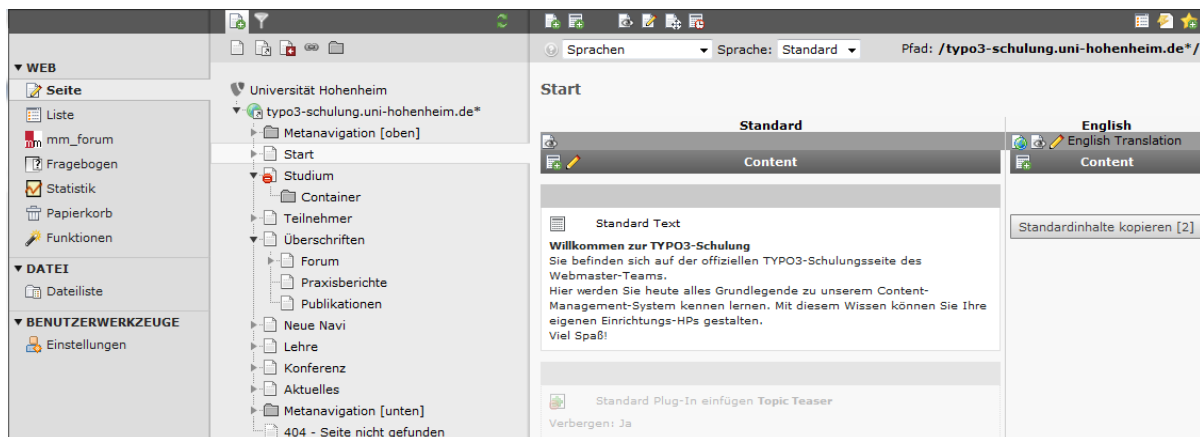 Sprachen Sprache: Standard Pfad: /typo3-schulung.uni-hohenheim.de*/
WEB
Seite
Liste
mm_forum
Fragebogen
Statistik
Papierkorb
Funktionen
DATEI
Dateiliste
BENUTZERWERKZEUGE
Einstellungen
Universität Hohenheim
typo3-schulung.uni-hohenheim.de*
Metanavigation [oben]
Start
Studium
Container
Teilnehmer
Überschriften
Forum
Praxisberichte
Publikationen
Neue Navi
Lehre
Konferenz
Aktuelles
Metanavigation [unten]
404 - Seite nicht gefunden
Start
Standard
Content
Standard Text
Willkommen zur TYPO3-Schulung
Sie befinden sich auf der offiziellen TYPO3-Schulungsseite des
Webmaster-Teams.
Hier werden Sie heute alles Grundlegende zu unserem Content-
Management-System kennen lernen. Mit diesem Wissen können Sie Ihre
eigenen Einrichtungs-HPs gestalten.
Viel Spaß!
Standard Plug-In einfügen Topic Teaser
Verbergen: Ja
English
English Translation
Content
Standardinhalte kopieren [2]